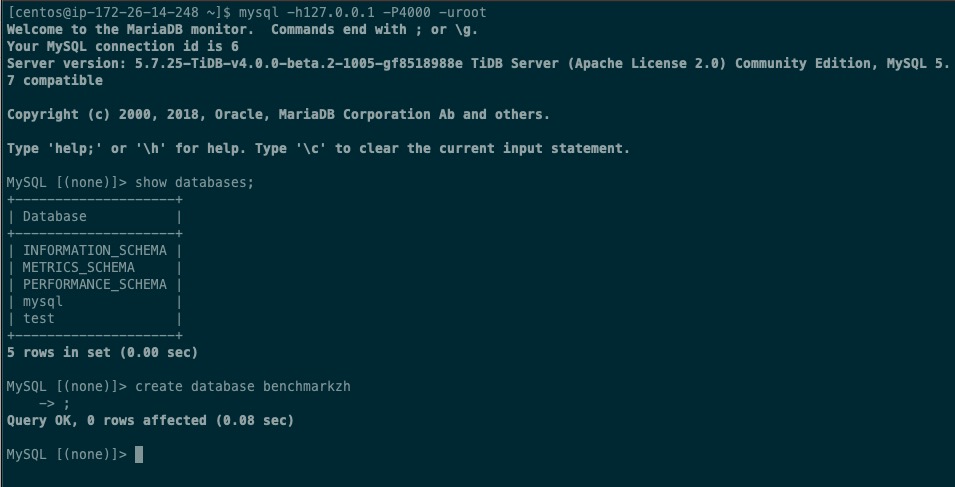 [centos@ip-172-26-14-248 ~]$ mysql -h127.0.0.1 -P4000 -uroot
Welcome to the MariaDB monitor.  Commands end with ; or \g.
Your MySQL connection id is 6
Server version: 5.7.25-TiDB-v4.0.0-beta.2-1005-gf8518988e TiDB Server (Apache License 2.0) Community Edition, MySQL 5.
7 compatible

Copyright (c) 2000, 2018, Oracle, MariaDB Corporation Ab and others.

Type 'help;' or '\h' for help. Type '\c' to clear the current input statement.

MySQL [(none)]> show databases;
+--------------------+
| Database           |
+--------------------+
| INFORMATION_SCHEMA |
| METRICS_SCHEMA     |
| PERFORMANCE_SCHEMA |
| mysql              |
| test               |
+--------------------+
5 rows in set (0.00 sec)

MySQL [(none)]> create database benchmarkzh
    -> ;
Query OK, 0 rows affected (0.08 sec)

MySQL [(none)]>